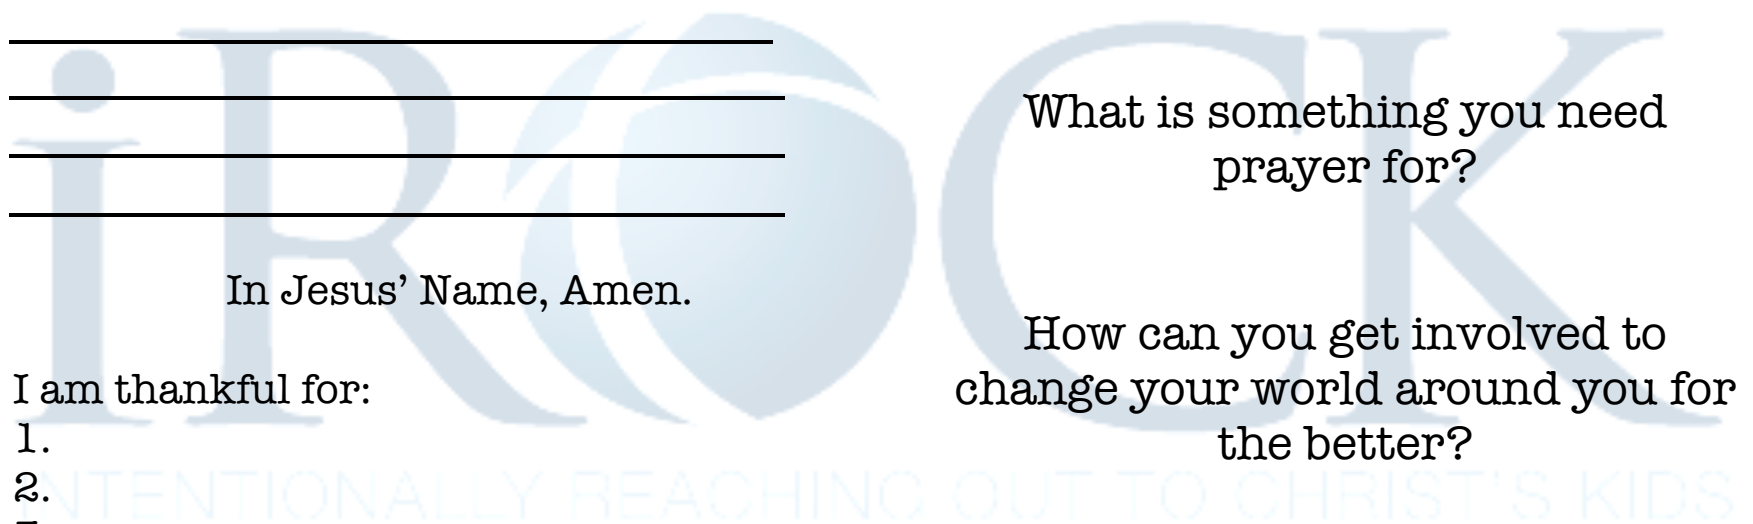 In Jesus’ Name, Amen.
I am thankful for:
1.
2.
What is something you need
prayer for?
How can you get involved to
change your world around you for
the better?
iROCK
INTENTIONALLY REACHING OUT TO CHRIST'S KIDS